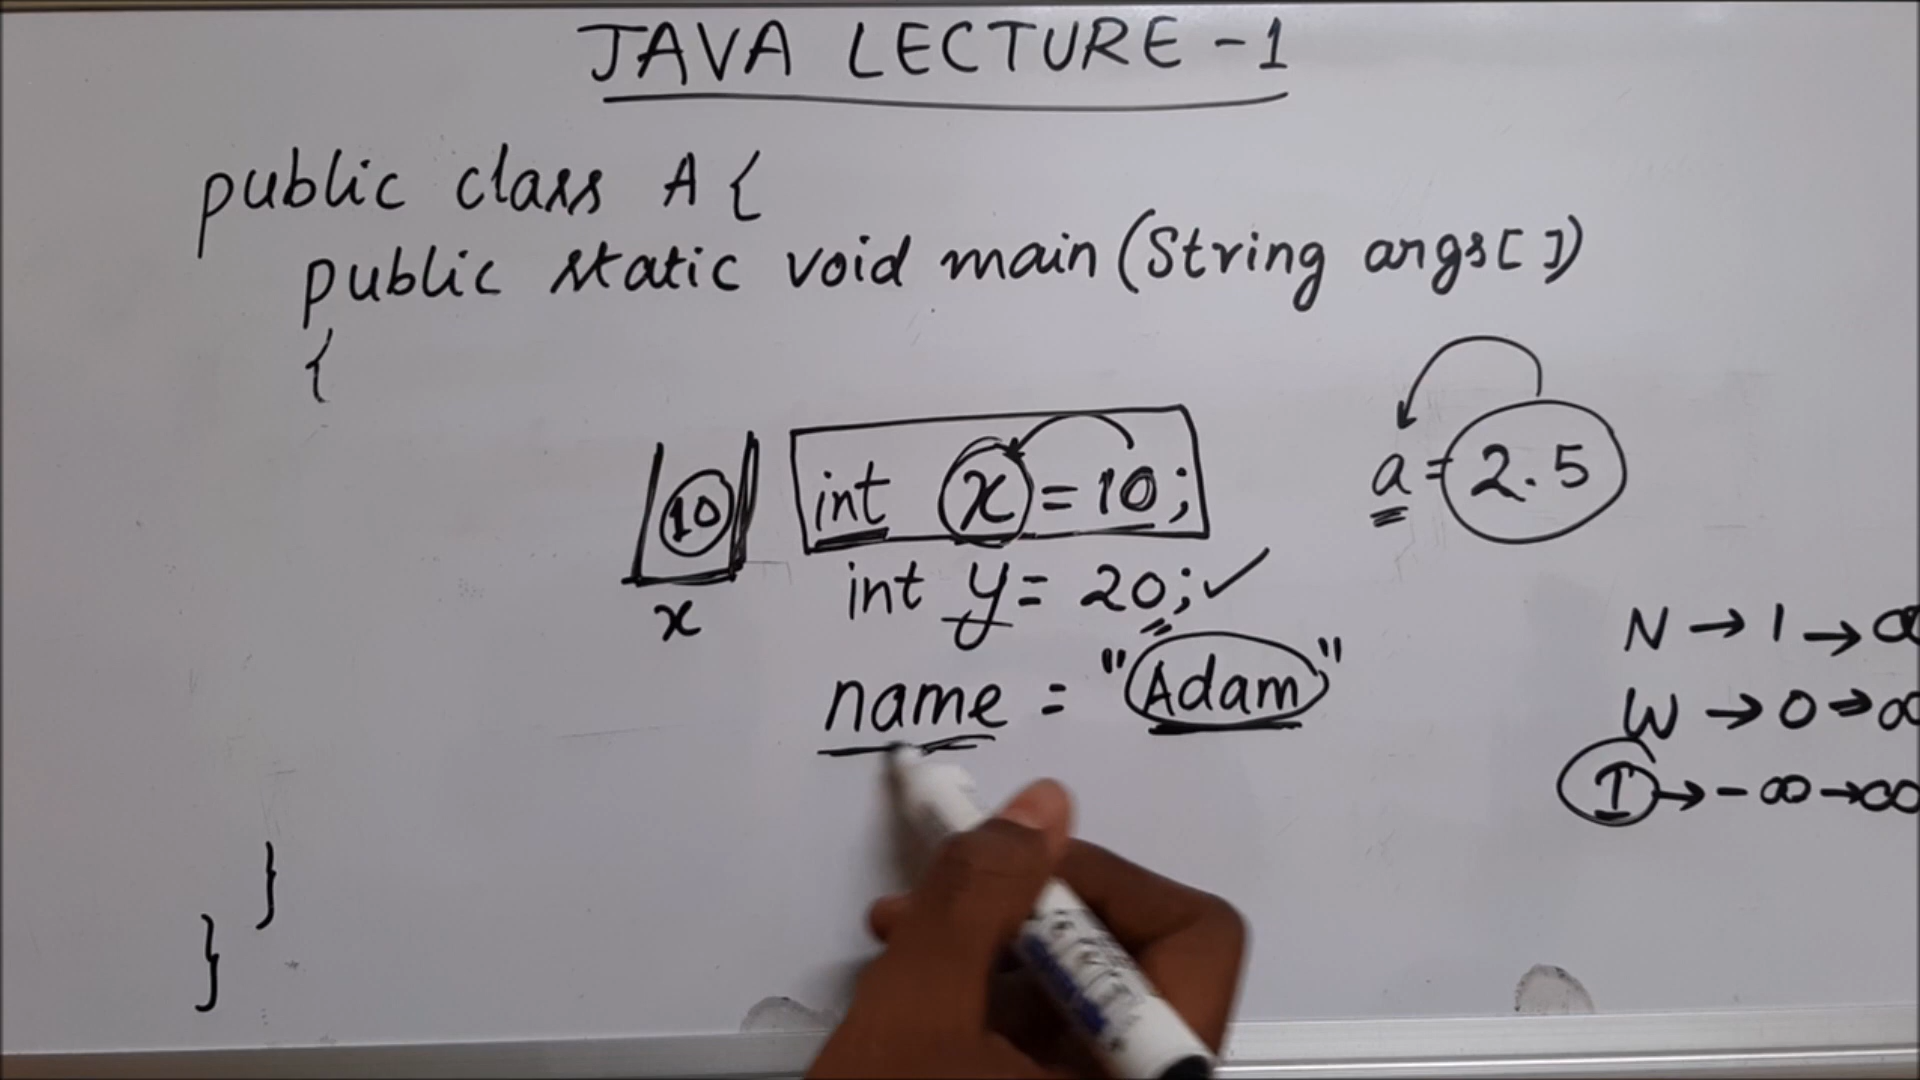 JAVA LECTURE -1
public class A {
public static void main (String args[])
{
10
x
int x = 10;
a = 2.5
int y = 20; ✓
name = "Adam"
N → 1 → ∞
W → 0 → ∞
I → -∞ → ∞
}
}